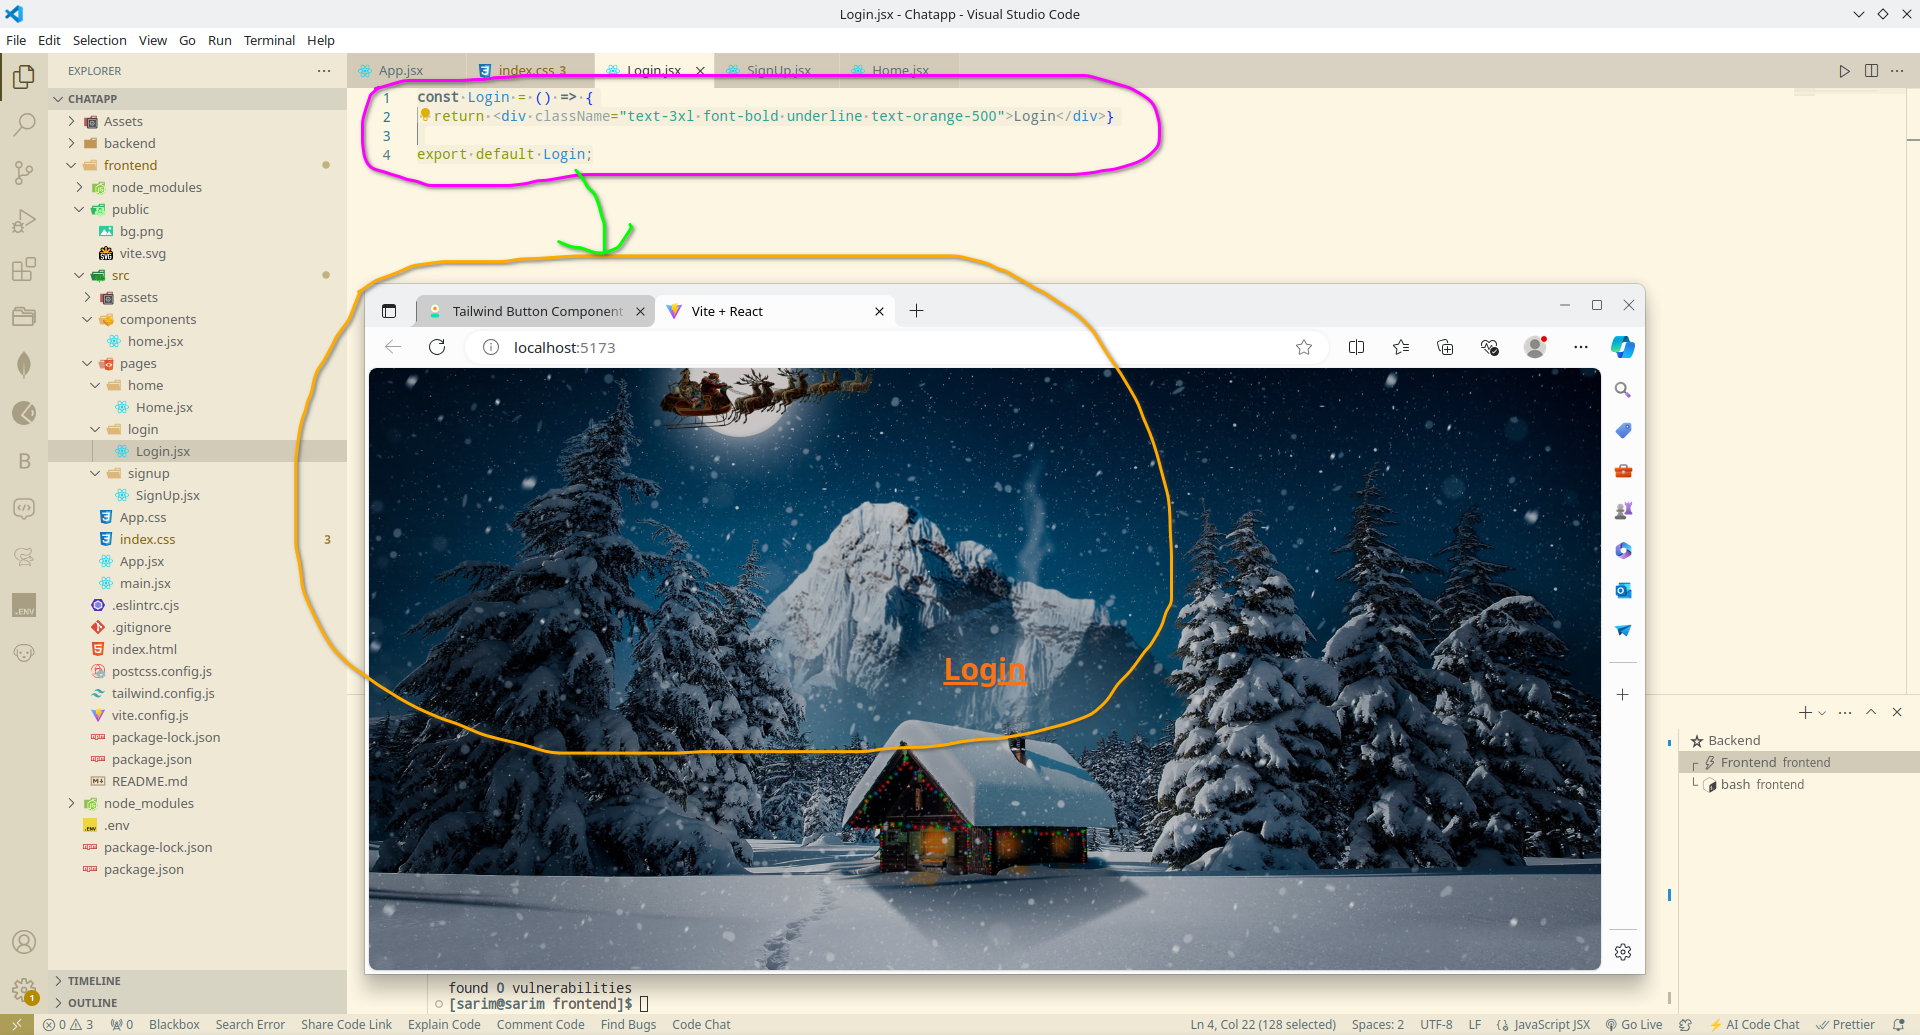 Login.jsx - Chatapp - Visual Studio Code
File Edit Selection View Go Run Terminal Help
EXPLORER
App.jsx
index.css 3
Login.jsx
SignUp.jsx
Home.jsx
CHATAPP
Assets
backend
frontend
node_modules
public
bg.png
vite.svg
src
assets
components
home.jsx
pages
home
Home.jsx
login
Login.jsx
signup
SignUp.jsx
App.css
index.css 3
App.jsx
main.jsx
.eslintrc.cjs
.gitignore
index.html
postcss.config.js
tailwind.config.js
vite.config.js
package-lock.json
package.json
README.md
node_modules
.env
package-lock.json
package.json
TIMELINE
OUTLINE
1 const Login = () => {
2 return <div className="text-3xl font-bold underline text-orange-500">Login</div>}
3
4 export default Login;
Tailwind Button Component
Vite + React
localhost:5173
Login
Backend
Frontend frontend
bash frontend
found 0 vulnerabilities
[sarim@sarim frontend]$
B
.ENV
1
0 3 0 Blackbox Search Error Share Code Link Explain Code Comment Code Find Bugs Code Chat
Ln 4, Col 22 (128 selected) Spaces: 2 UTF-8 LF JavaScript JSX Go Live AI Code Chat Prettier